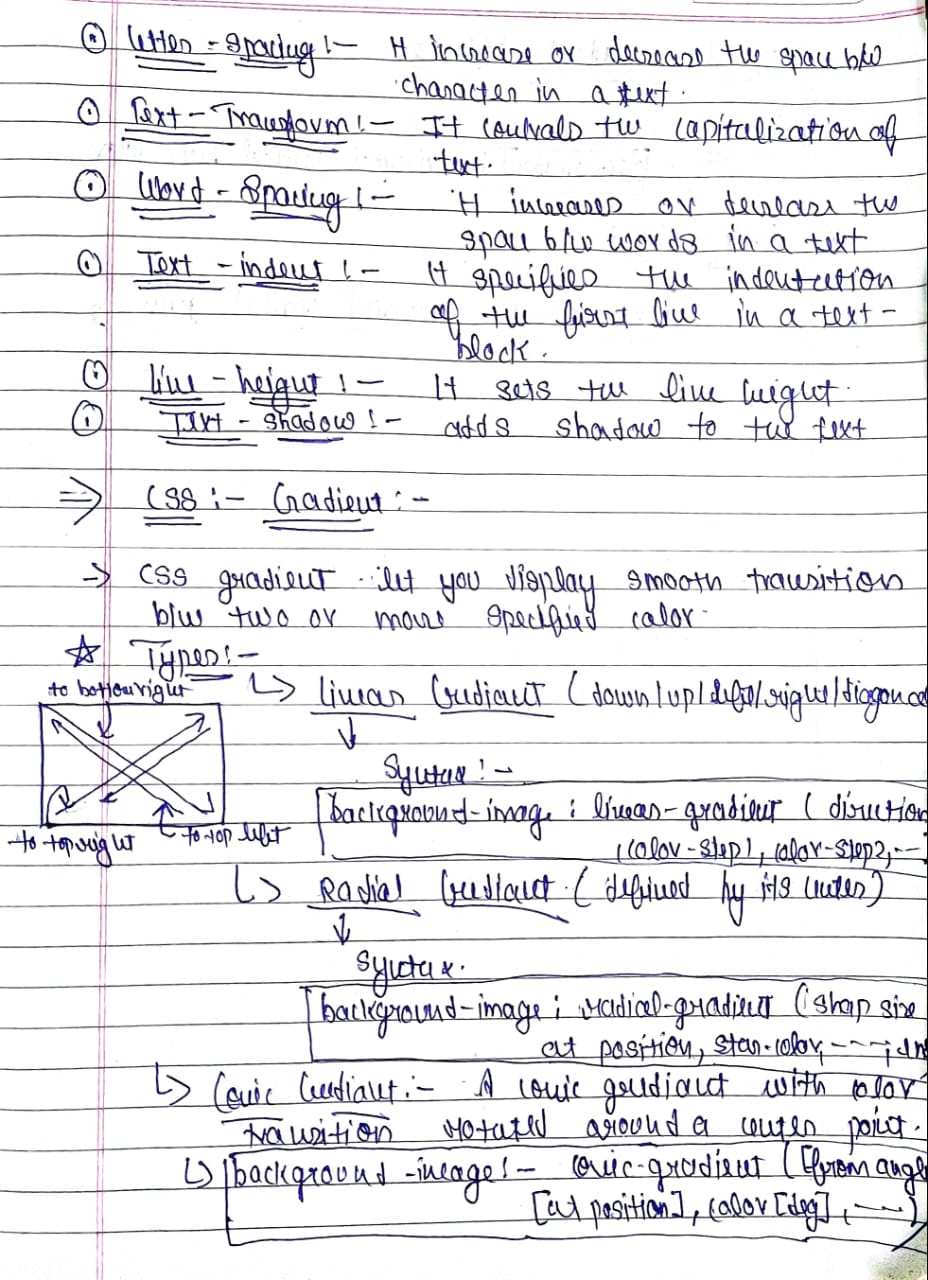 Letter - Spacing :- It increase or decrease the space b/w
character in a text.
Text - Transform :- It controls the capitalization of
text.
Word - Spacing :- It increases or decrease the
space b/w words in a text
Text - indent :- It specifies the indentation
of the first line in a text-
block.
line - height :- It sets the line height.
Text - shadow :- adds shadow to the text
⇒ CSS :- Gradient :-
→ CSS gradient let you display smooth transition
b/w two or more specified color.
☆ Types :-
to bottom right
↳ linear Gradient (down/up/left/right/diagonal
Syntax :-
background-image : linear-gradient (direction
, color-step1, color-step2, ---
to top right
to top left
↳ Radial Gradient (defined by it's center)
Syntax.
background-image : radial-gradient (shap size
at position, star-color, ---
↳ Conic Gradient :- A conic gradient with color
transition rotated around a center point.
↳ background-image :- conic-gradient ([from angle
[at position], color [deg], ---)